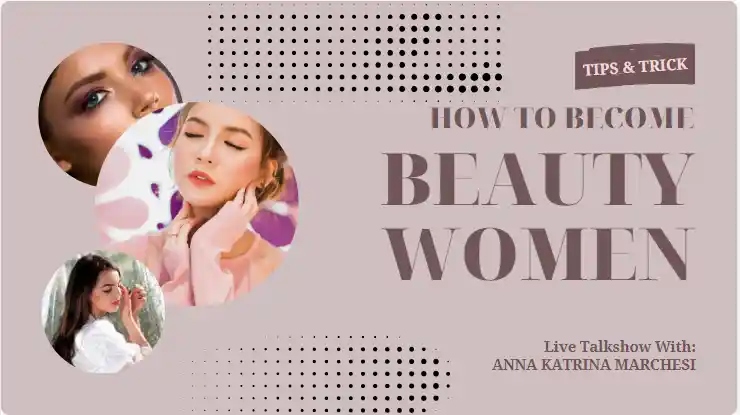 TIPS & TRICK
HOW TO BECOME
BEAUTY
WOMEN
Live Talkshow With:
ANNA KATRINA MARCHESI